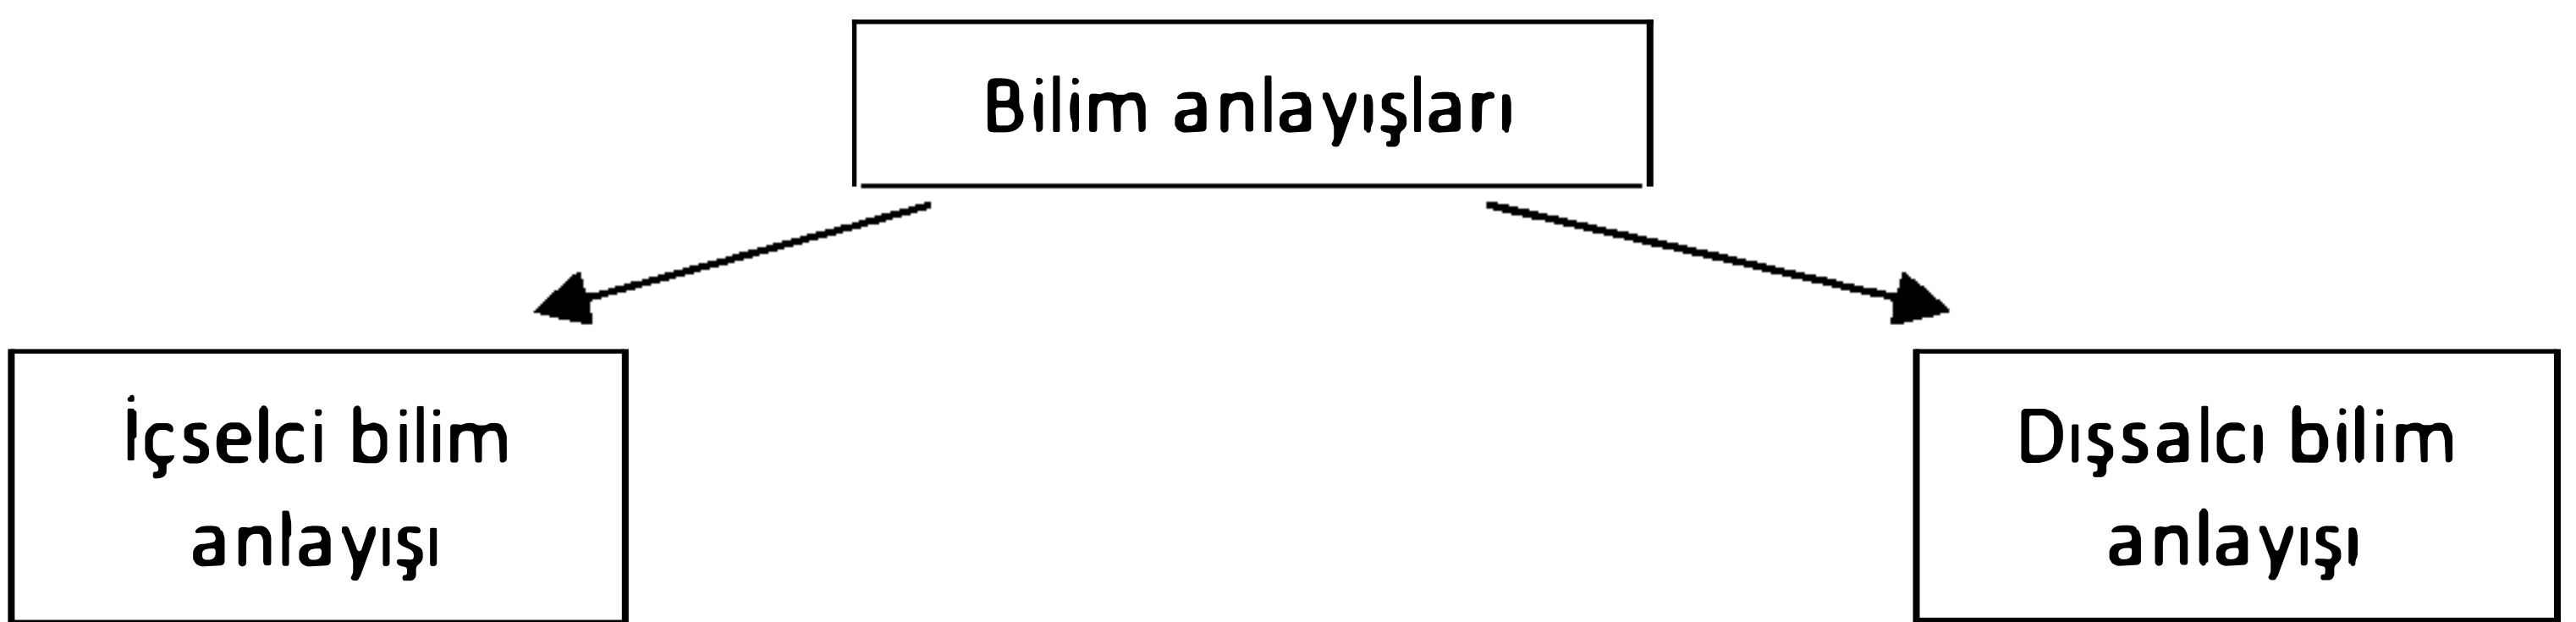 Bilim anlayışları
İçselci bilim
anlayışı
Dışsalcı bilim
anlayışı